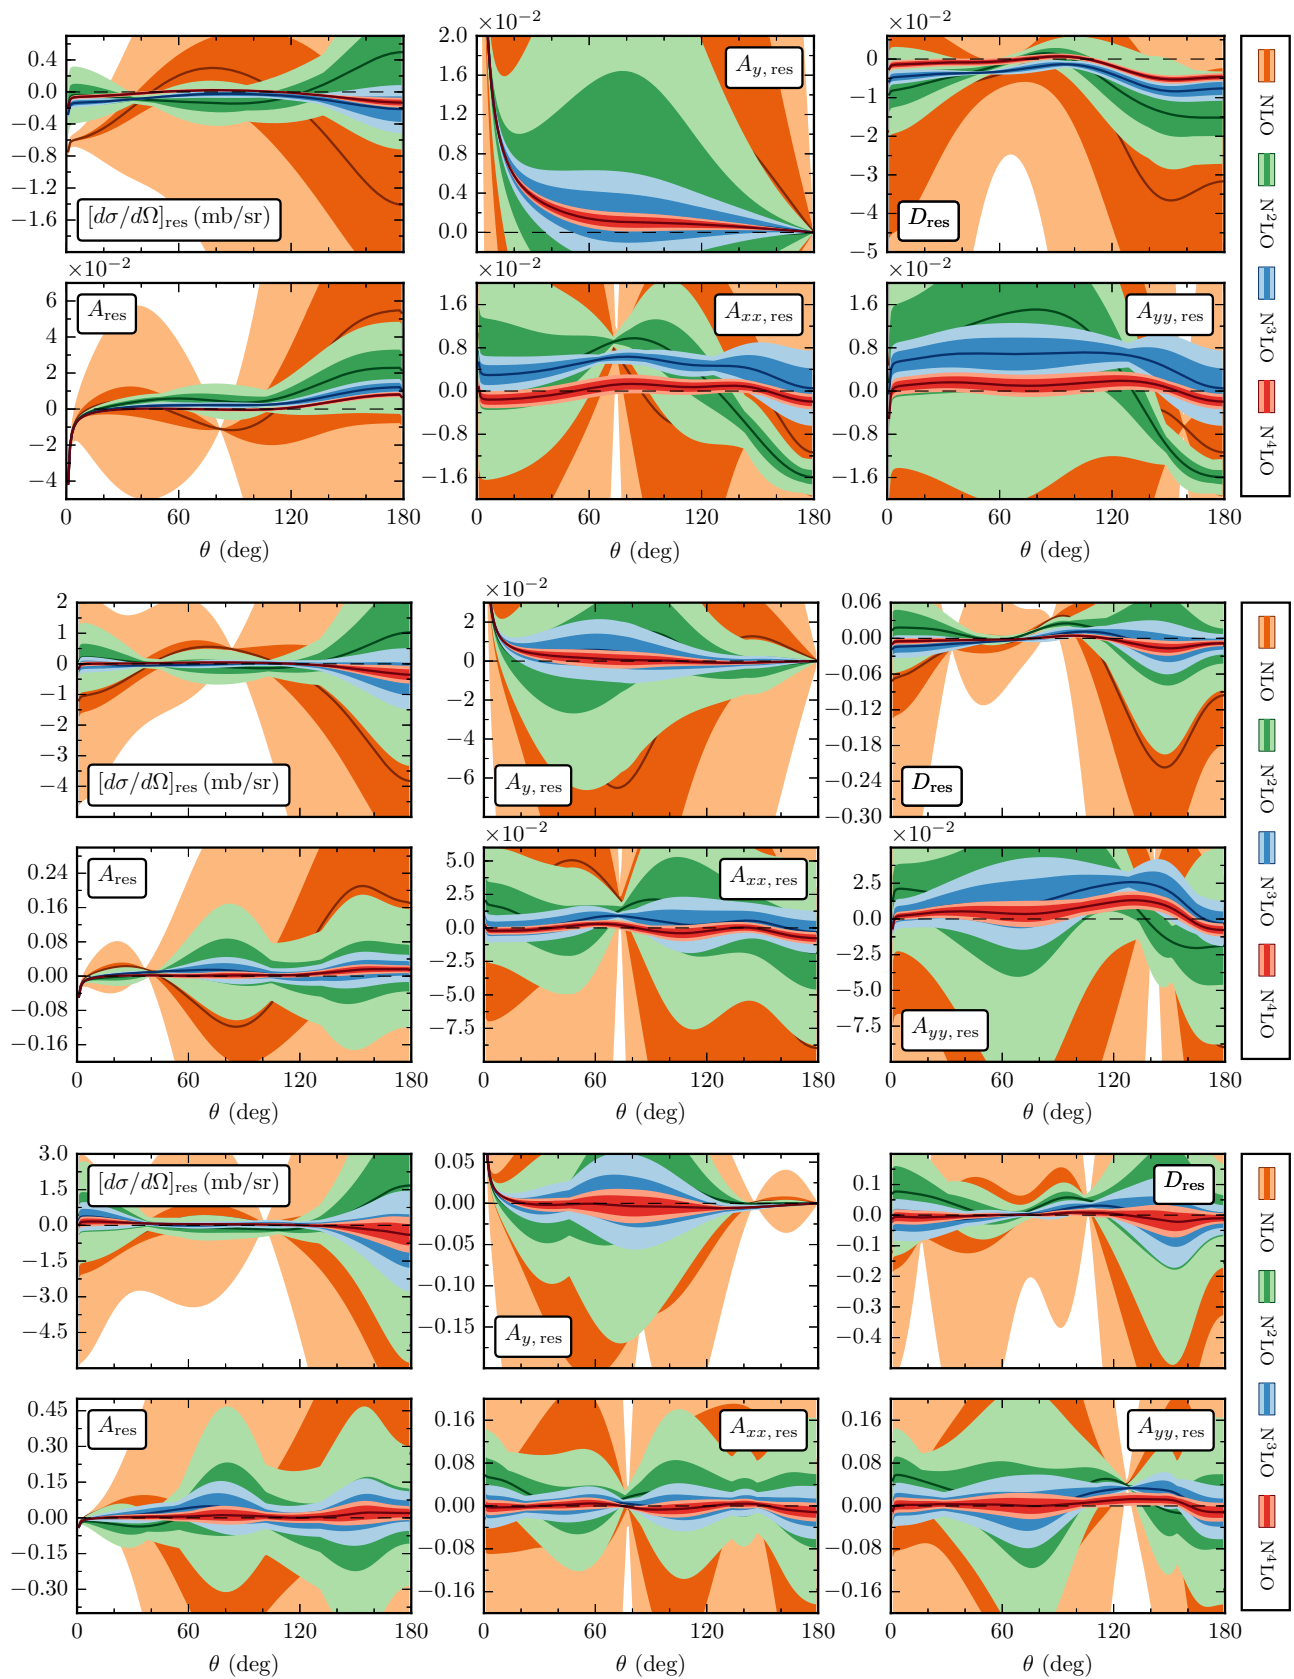 ×10⁻² ×10⁻²
0.4 2.0 0
0.0 1.6 −1
−0.4 1.2 −2
−0.8 0.8 −3
−1.2 0.4 −4
−1.6 0.0 −5
[dσ/dΩ]res (mb/sr) Ay, res Dres
×10⁻² ×10⁻² ×10⁻²
6 1.6 1.6
4 0.8 0.8
2 0.0 0.0
0 −0.8 −0.8
−2 −1.6 −1.6
−4
Ares Axx, res Ayy, res
0 60 120 180 0 60 120 180 0 60 120 180
θ (deg) θ (deg) θ (deg)
NLO N²LO N³LO N⁴LO
×10⁻²
2 2 0.06
1 0 0.00
0 −2 −0.06
−1 −4 −0.12
−2 −6 −0.18
−3 −0.24
−4 −0.30
[dσ/dΩ]res (mb/sr) Ay, res Dres
×10⁻² ×10⁻²
0.24 5.0 2.5
0.16 2.5 0
0.08 0.0 −2.5
0.00 −2.5 −5.0
−0.08 −5.0 −7.5
−0.16 −7.5
Ares Axx, res Ayy, res
0 60 120 180 0 60 120 180 0 60 120 180
θ (deg) θ (deg) θ (deg)
NLO N²LO N³LO N⁴LO
3.0 0.05 0.1
1.5 0.00 0.0
0.0 −0.05 −0.1
−1.5 −0.10 −0.2
−3.0 −0.15 −0.3
−4.5 −0.4
[dσ/dΩ]res (mb/sr) Ay, res Dres
0.45 0.16 0.16
0.30 0.08 0.08
0.15 0.00 0.00
0.00 −0.08 −0.08
−0.15 −0.16 −0.16
−0.30
Ares Axx, res Ayy, res
0 60 120 180 0 60 120 180 0 60 120 180
θ (deg) θ (deg) θ (deg)
NLO N²LO N³LO N⁴LO